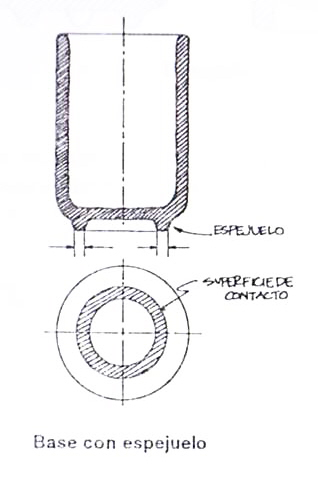 ESPEJUELO
SUPERFICIE DE
CONTACTO
Base con espejuelo